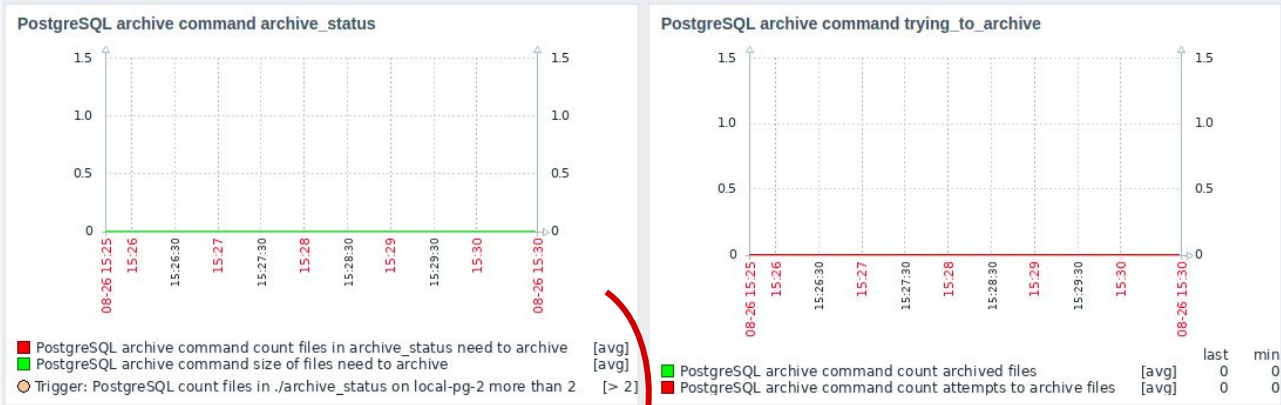 PostgreSQL archive command archive_status
1.5 1.5
1.0 1.0
0.5 0.5
0 0
08-26 15:25 15:26 15:26:30 15:27 15:27:30 15:28 15:28:30 15:29 15:29:30 15:30 08-26 15:30
PostgreSQL archive command count files in archive_status need to archive [avg]
PostgreSQL archive command size of files need to archive [avg]
Trigger: PostgreSQL count files in ./archive_status on local-pg-2 more than 2 [> 2]
PostgreSQL archive command trying_to_archive
1.5 1.5
1.0 1.0
0.5 0.5
0 0
08-26 15:25 15:26 15:26:30 15:27 15:27:30 15:28 15:28:30 15:29 15:29:30 15:30 08-26 15:30
last min
PostgreSQL archive command count archived files [avg] 0 0
PostgreSQL archive command count attempts to archive files [avg] 0 0